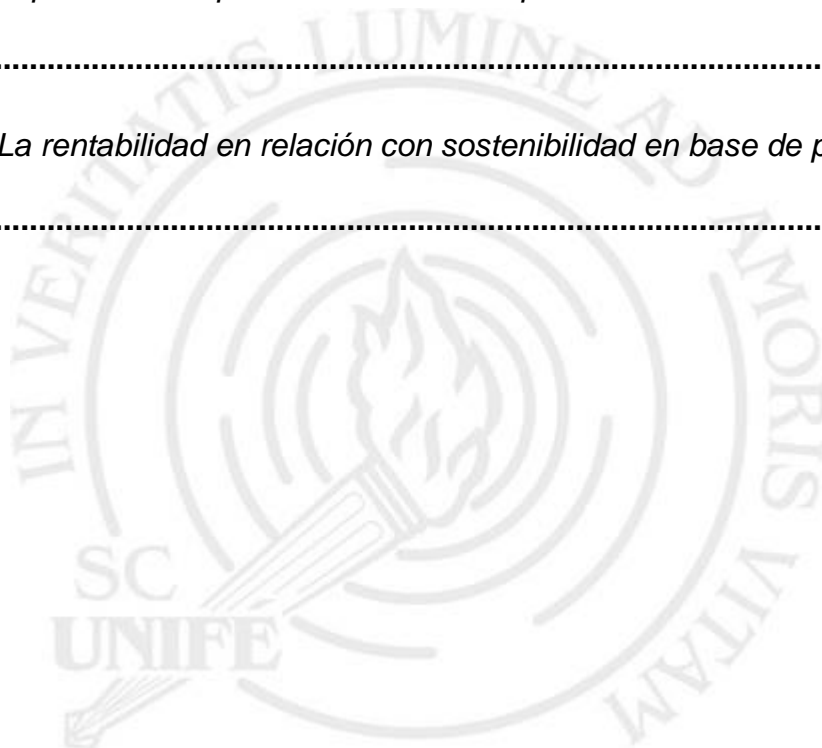 ..........................................................................................
La rentabilidad en relación con sostenibilidad en base de
..........................................................................................
IN VERITATIS LUMINE AD AMORIS VITAM
SC
UNIFE